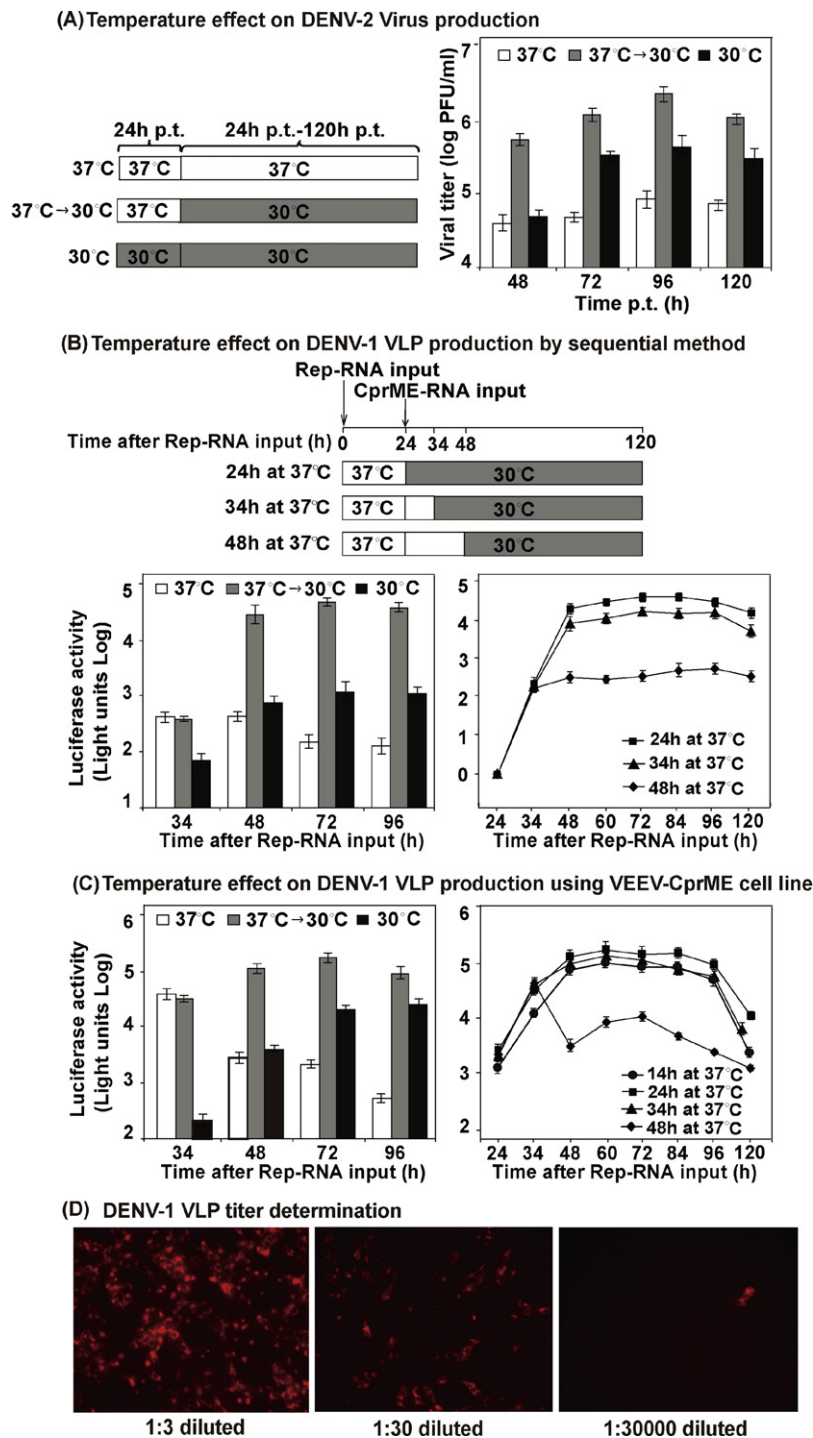 (A) Temperature effect on DENV-2 Virus production
24h p.t. 24h p.t.-120h p.t.
37°C 37°C 37°C
37°C→30°C 37°C 30°C
30°C 30°C 30°C
37°C 37°C→30°C 30°C
Viral titer (log PFU/ml)
7
6
5
4
48 72 96 120
Time p.t. (h)
(B) Temperature effect on DENV-1 VLP production by sequential method
Rep-RNA input
CprME-RNA input
Time after Rep-RNA input (h) 0 24 34 48 120
24h at 37°C 37°C 30°C
34h at 37°C 37°C 30°C
48h at 37°C 37°C 30°C
37°C 37°C→30°C 30°C
Luciferase activity
(Light units Log)
5
4
3
2
1
34 48 72 96
Time after Rep-RNA input (h)
5
4
3
2
1
0
24h at 37°C
34h at 37°C
48h at 37°C
24 34 48 60 72 84 96 120
Time after Rep-RNA input (h)
(C) Temperature effect on DENV-1 VLP production using VEEV-CprME cell line
37°C 37°C→30°C 30°C
Luciferase activity
(Light units Log)
6
5
4
3
2
34 48 72 96
Time after Rep-RNA input (h)
6
5
4
3
2
14h at 37°C
24h at 37°C
34h at 37°C
48h at 37°C
24 34 48 60 72 84 96 120
Time after Rep-RNA input (h)
(D) DENV-1 VLP titer determination
1:3 diluted 1:30 diluted 1:30000 diluted